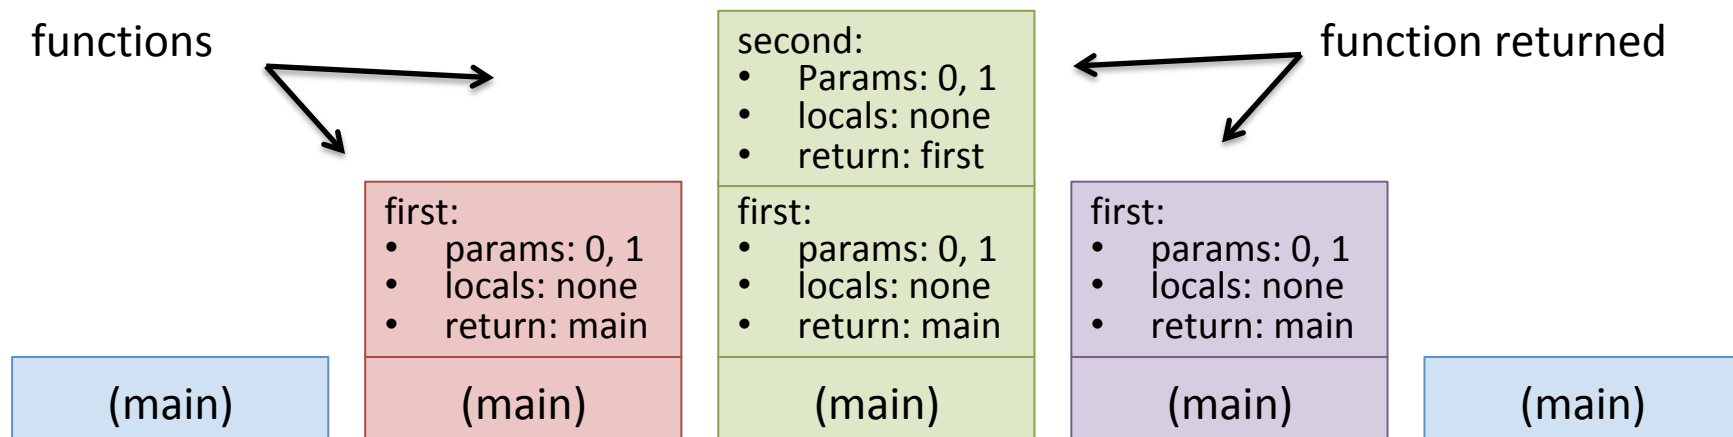 functions
function returned
second:
• Params: 0, 1
• locals: none
• return: first
first:
• params: 0, 1
• locals: none
• return: main
first:
• params: 0, 1
• locals: none
• return: main
first:
• params: 0, 1
• locals: none
• return: main
(main)
(main)
(main)
(main)
(main)